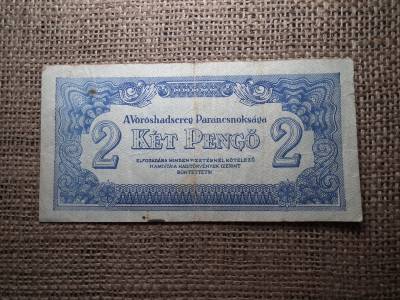 A Vöröshadsereg Parancsnoksága
2 KÉT PENGŐ 2
ELFOGADÁSA MINDEN FIZETÉSNÉL KÖTELEZŐ
HAMISÍTÁSA HADITÖRVÉNYEK SZERINT
BÜNTETTETIK